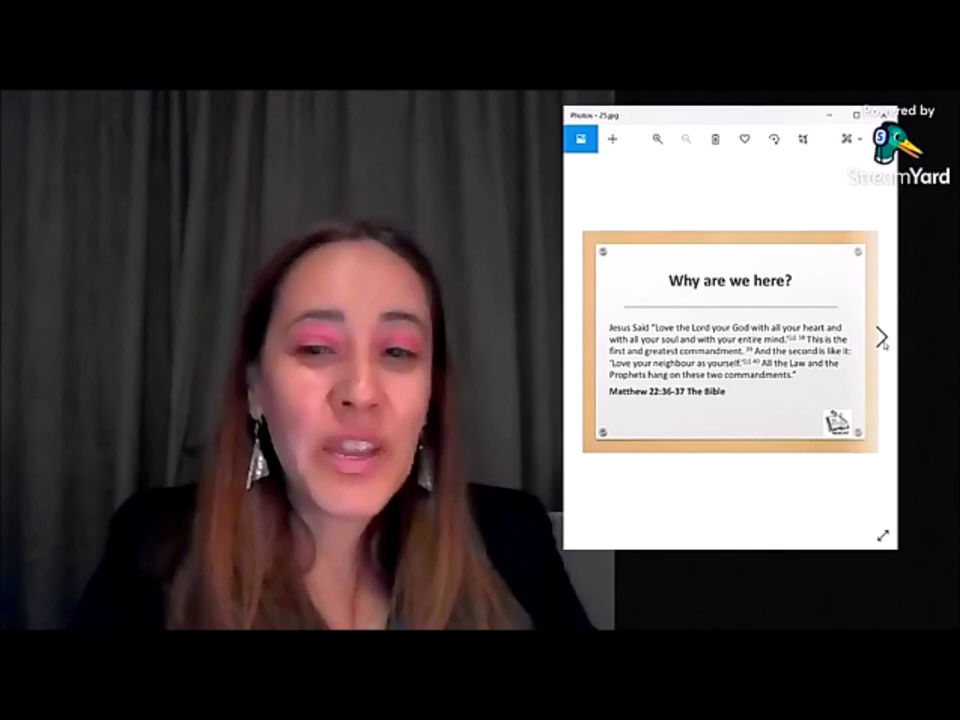 Powered by
StreamYard
Photos - 25.jpg
Why are we here?
Jesus Said "Love the Lord your God with all your heart and
with all your soul and with your entire mind." 38 This is the
first and greatest commandment. 39 And the second is like it:
'Love your neighbour as yourself.' 40 All the Law and the
Prophets hang on these two commandments."
Matthew 22:36-37 The Bible